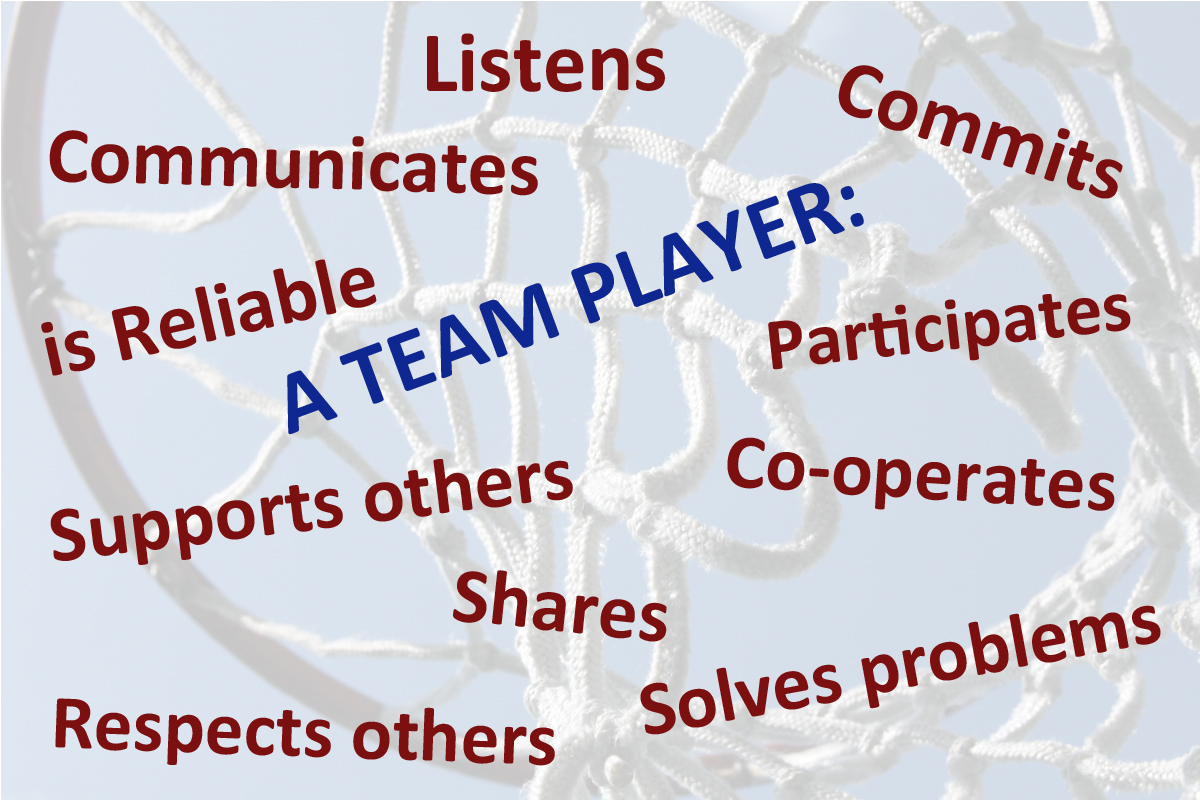 Listens
Commits
Communicates
A TEAM PLAYER:
is Reliable
Participates
Supports others
Co-operates
Shares
Solves problems
Respects others